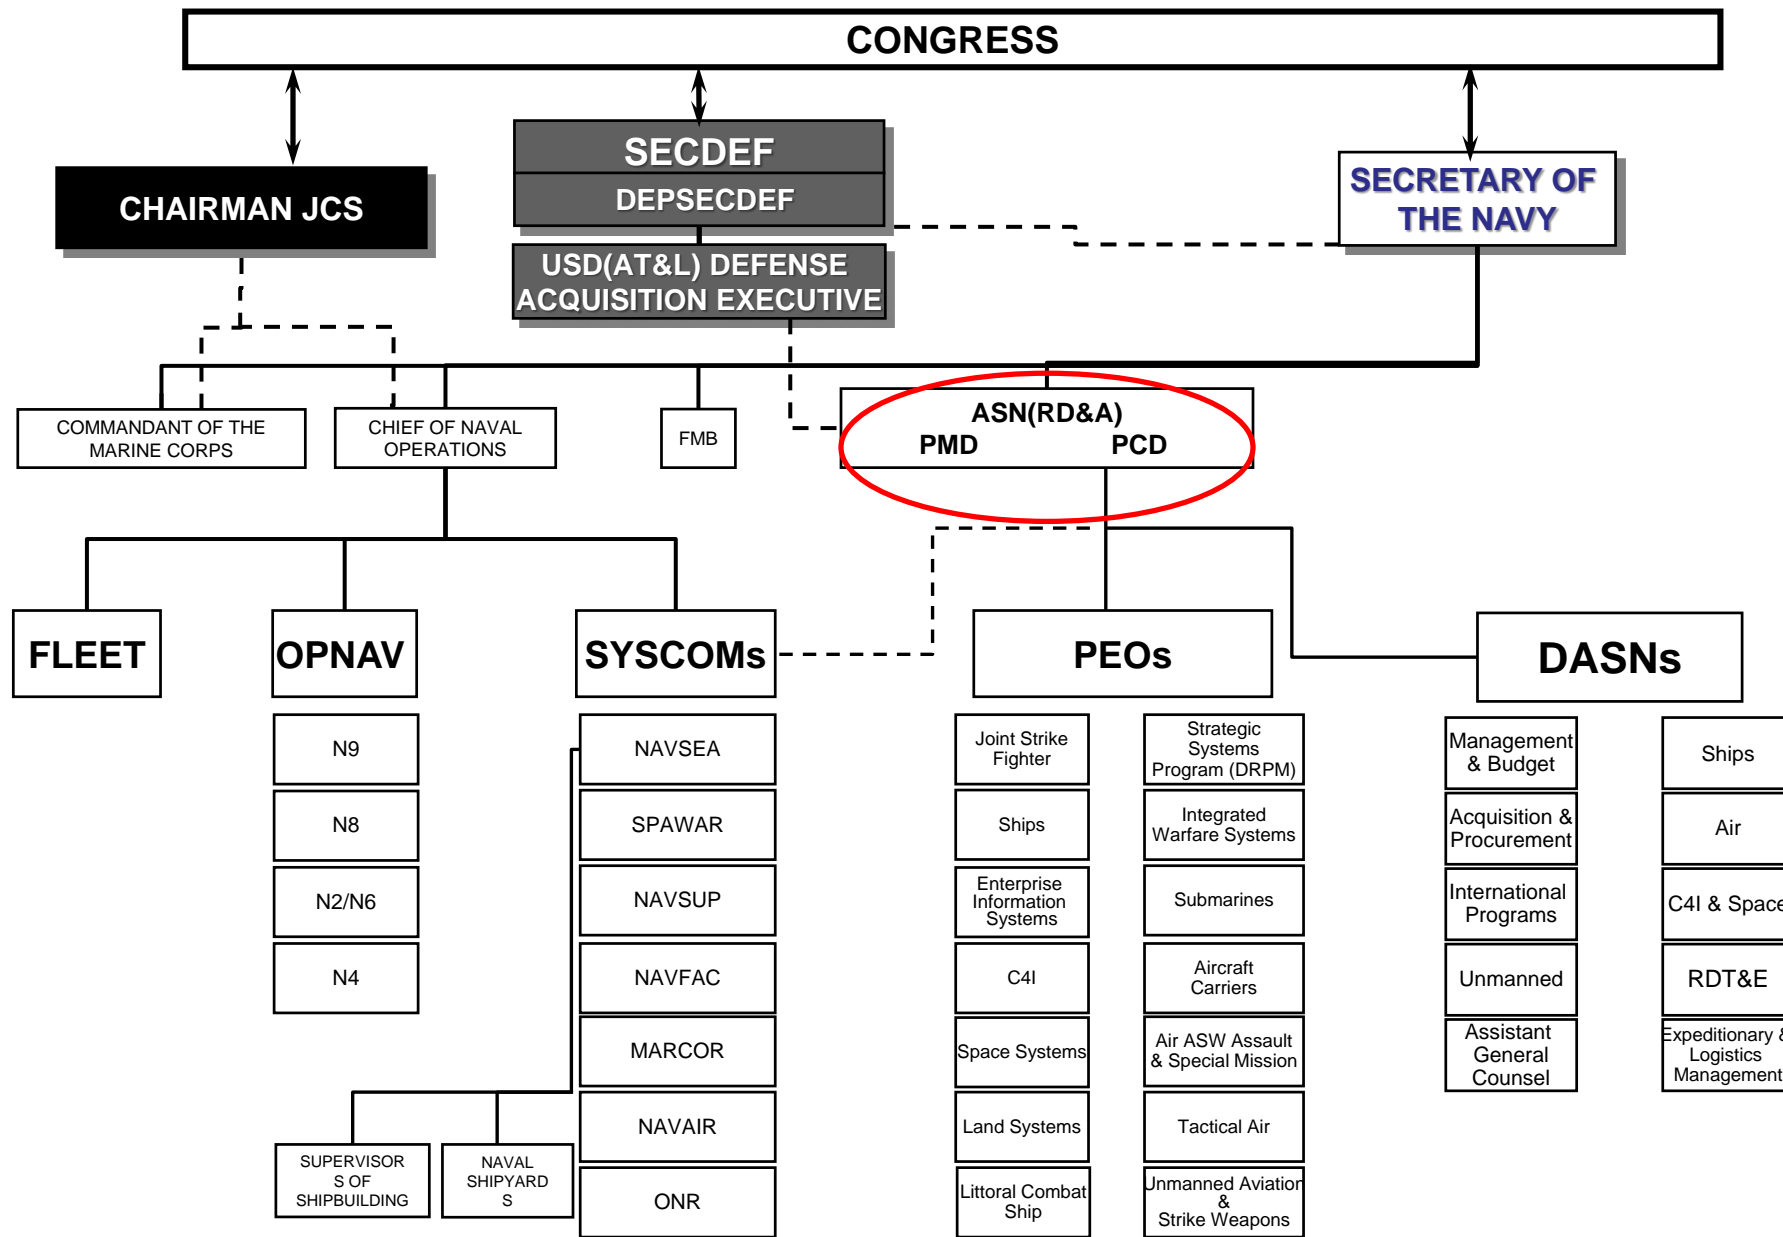 CONGRESS
SECDEF
DEPSECDEF
CHAIRMAN JCS
SECRETARY OF
THE NAVY
USD(AT&L) DEFENSE
ACQUISITION EXECUTIVE
COMMANDANT OF THE
MARINE CORPS
CHIEF OF NAVAL
OPERATIONS
FMB
ASN(RD&A)
PMD PCD
FLEET
OPNAV
SYSCOMs
PEOs
DASNs
N9
N8
N2/N6
N4
NAVSEA
SPAWAR
NAVSUP
NAVFAC
MARCOR
NAVAIR
ONR
SUPERVISOR
S OF
SHIPBUILDING
NAVAL
SHIPYARD
S
Joint Strike
Fighter
Ships
Enterprise
Information
Systems
C4I
Space Systems
Land Systems
Littoral Combat
Ship
Strategic
Systems
Program (DRPM)
Integrated
Warfare Systems
Submarines
Aircraft
Carriers
Air ASW Assault
& Special Mission
Tactical Air
Unmanned Aviation
&
Strike Weapons
Management
& Budget
Acquisition &
Procurement
International
Programs
Unmanned
Assistant
General
Counsel
Ships
Air
C4I & Space
RDT&E
Expeditionary &
Logistics
Management